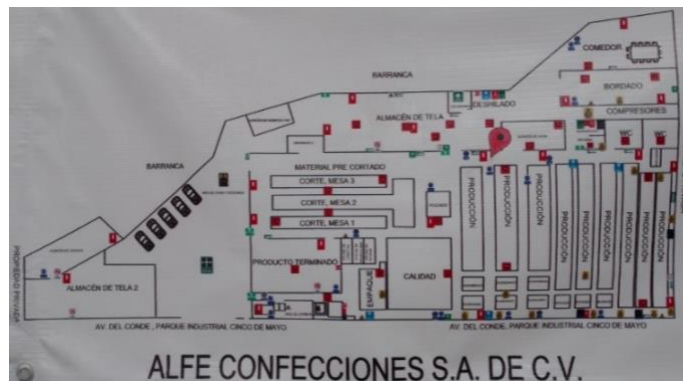 COMEDOR
BARRANCA
BORDADO
DESHILADO
COMPRESORES
ALMACÉN DE TELA
WC
WC
BARRANCA
MATERIAL PRE CORTADO
CORTE, MESA 3
CORTE, MESA 2
CORTE, MESA 1
PRODUCCIÓN
PRODUCCIÓN
PRODUCCIÓN
PRODUCCIÓN
PRODUCCIÓN
PRODUCCIÓN
PRODUCCIÓN
PRODUCCIÓN
PRODUCTO TERMINADO
EMPAQUE
CALIDAD
PROPIEDAD PRIVADA
ALMACÉN DE TELA 2
AV. DEL CONDE, PARQUE INDUSTRIAL CINCO DE MAYO
AV. DEL CONDE, PARQUE INDUSTRIAL CINCO DE MAYO
ALFE CONFECCIONES S.A. DE C.V.